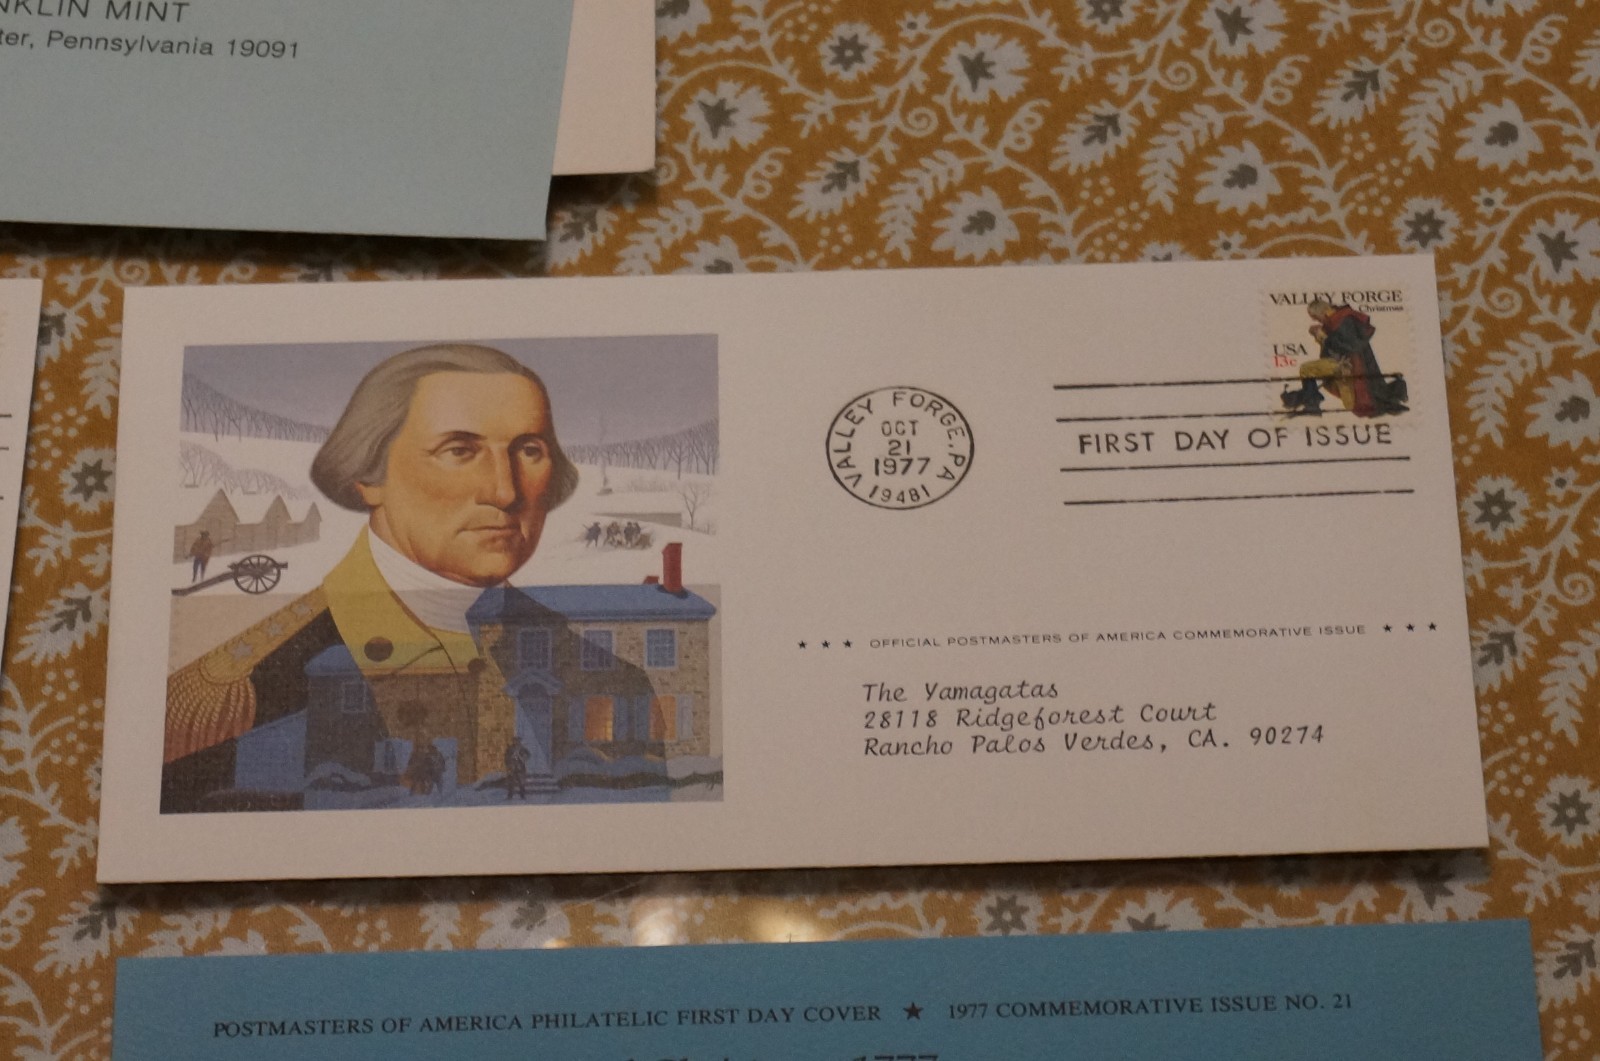 MINT
Pennsylvania 19091
VALLEY FORGE
Christmas
USA
13c
VALLEY FORGE, PA
OCT
21
1977
19481
FIRST DAY OF ISSUE
★ ★ ★ OFFICIAL POSTMASTERS OF AMERICA COMMEMORATIVE ISSUE ★ ★ ★
The Yamagatas
28118 Ridgeforest Court
Rancho Palos Verdes, CA. 90274
POSTMASTERS OF AMERICA PHILATELIC FIRST DAY COVER ★ 1977 COMMEMORATIVE ISSUE NO. 21